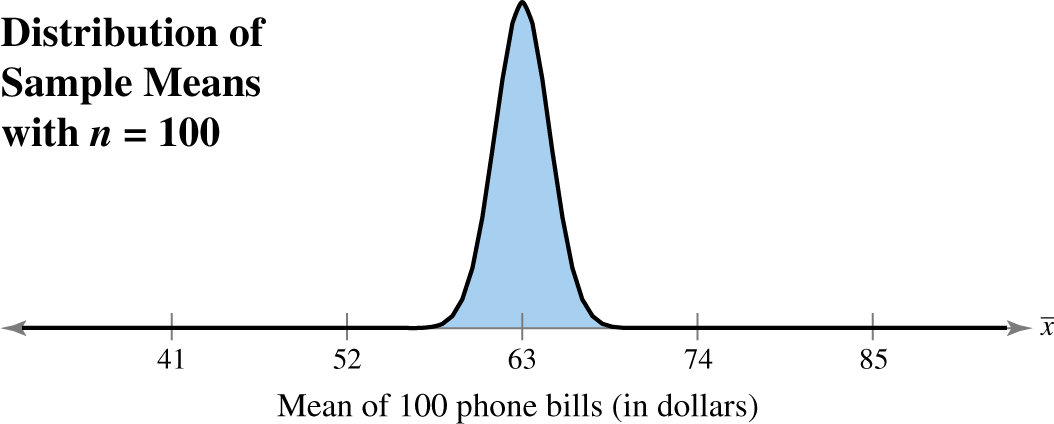 Distribution of
Sample Means
with n = 100
x̅
41 52 63 74 85
Mean of 100 phone bills (in dollars)